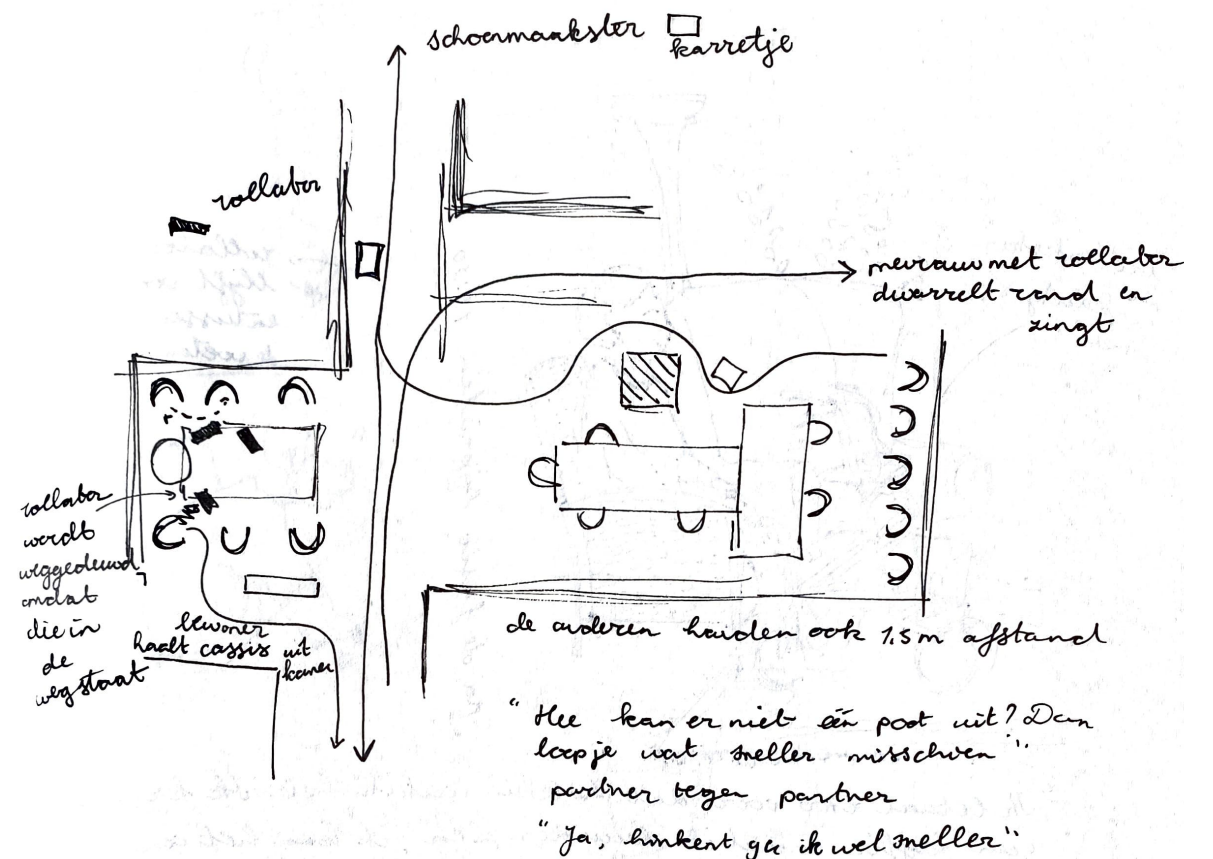 schoenmaakster
karretje
rollator
mevrouw met rollator
dwarrelt rond en
zingt
rollator
wordt
weggeduwd
omdat
die in
de
weg staat
bewoner
haalt cassis uit
kamer
de anderen houden ook 1,5 m afstand
"Hee kan er niet één poot uit? Dan
loop je wat sneller misschien"
partner tegen partner
"Ja, hinkent ga ik wel sneller"